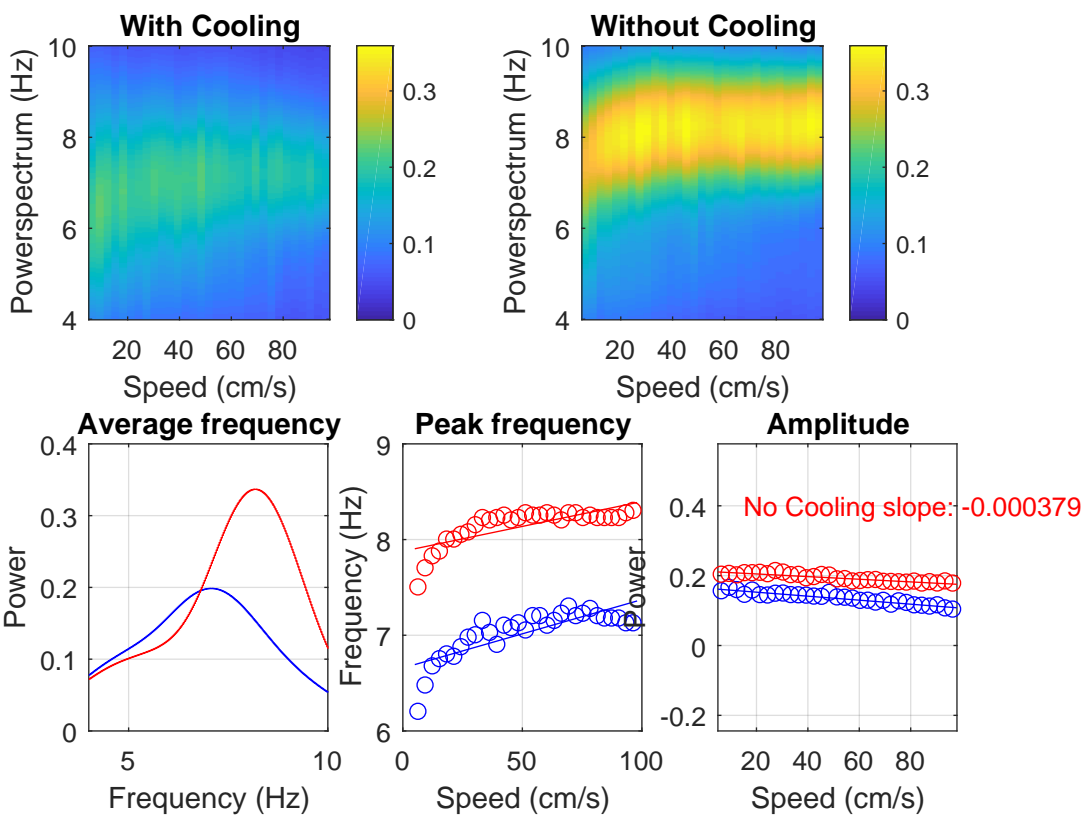 With Cooling
Without Cooling
10
8
6
4
Powerspectrum (Hz)
20 40 60 80
Speed (cm/s)
0.3
0.2
0.1
0
10
8
6
4
Powerspectrum (Hz)
20 40 60 80
Speed (cm/s)
0.3
0.2
0.1
0
Average frequency
0.4
0.3
0.2
0.1
0
Power
5 10
Frequency (Hz)
Peak frequency
9
8
7
6
Frequency (Hz)
0 50 100
Speed (cm/s)
Amplitude
No Cooling slope: -0.000379
0.4
0.2
0
-0.2
Power
20 40 60 80
Speed (cm/s)